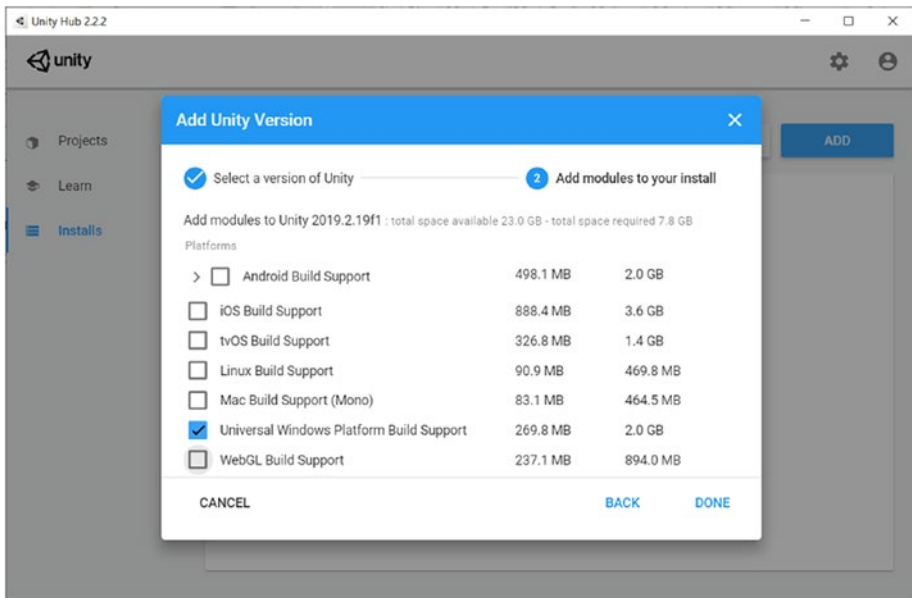 Unity Hub 2.2.2
unity
Projects
Learn
Installs
ADD
Add Unity Version
Select a version of Unity
2 Add modules to your install
Add modules to Unity 2019.2.19f1 : total space available 23.0 GB - total space required 7.8 GB
Platforms
Android Build Support 498.1 MB 2.0 GB
iOS Build Support 888.4 MB 3.6 GB
tvOS Build Support 326.8 MB 1.4 GB
Linux Build Support 90.9 MB 469.8 MB
Mac Build Support (Mono) 83.1 MB 464.5 MB
Universal Windows Platform Build Support 269.8 MB 2.0 GB
WebGL Build Support 237.1 MB 894.0 MB
CANCEL BACK DONE